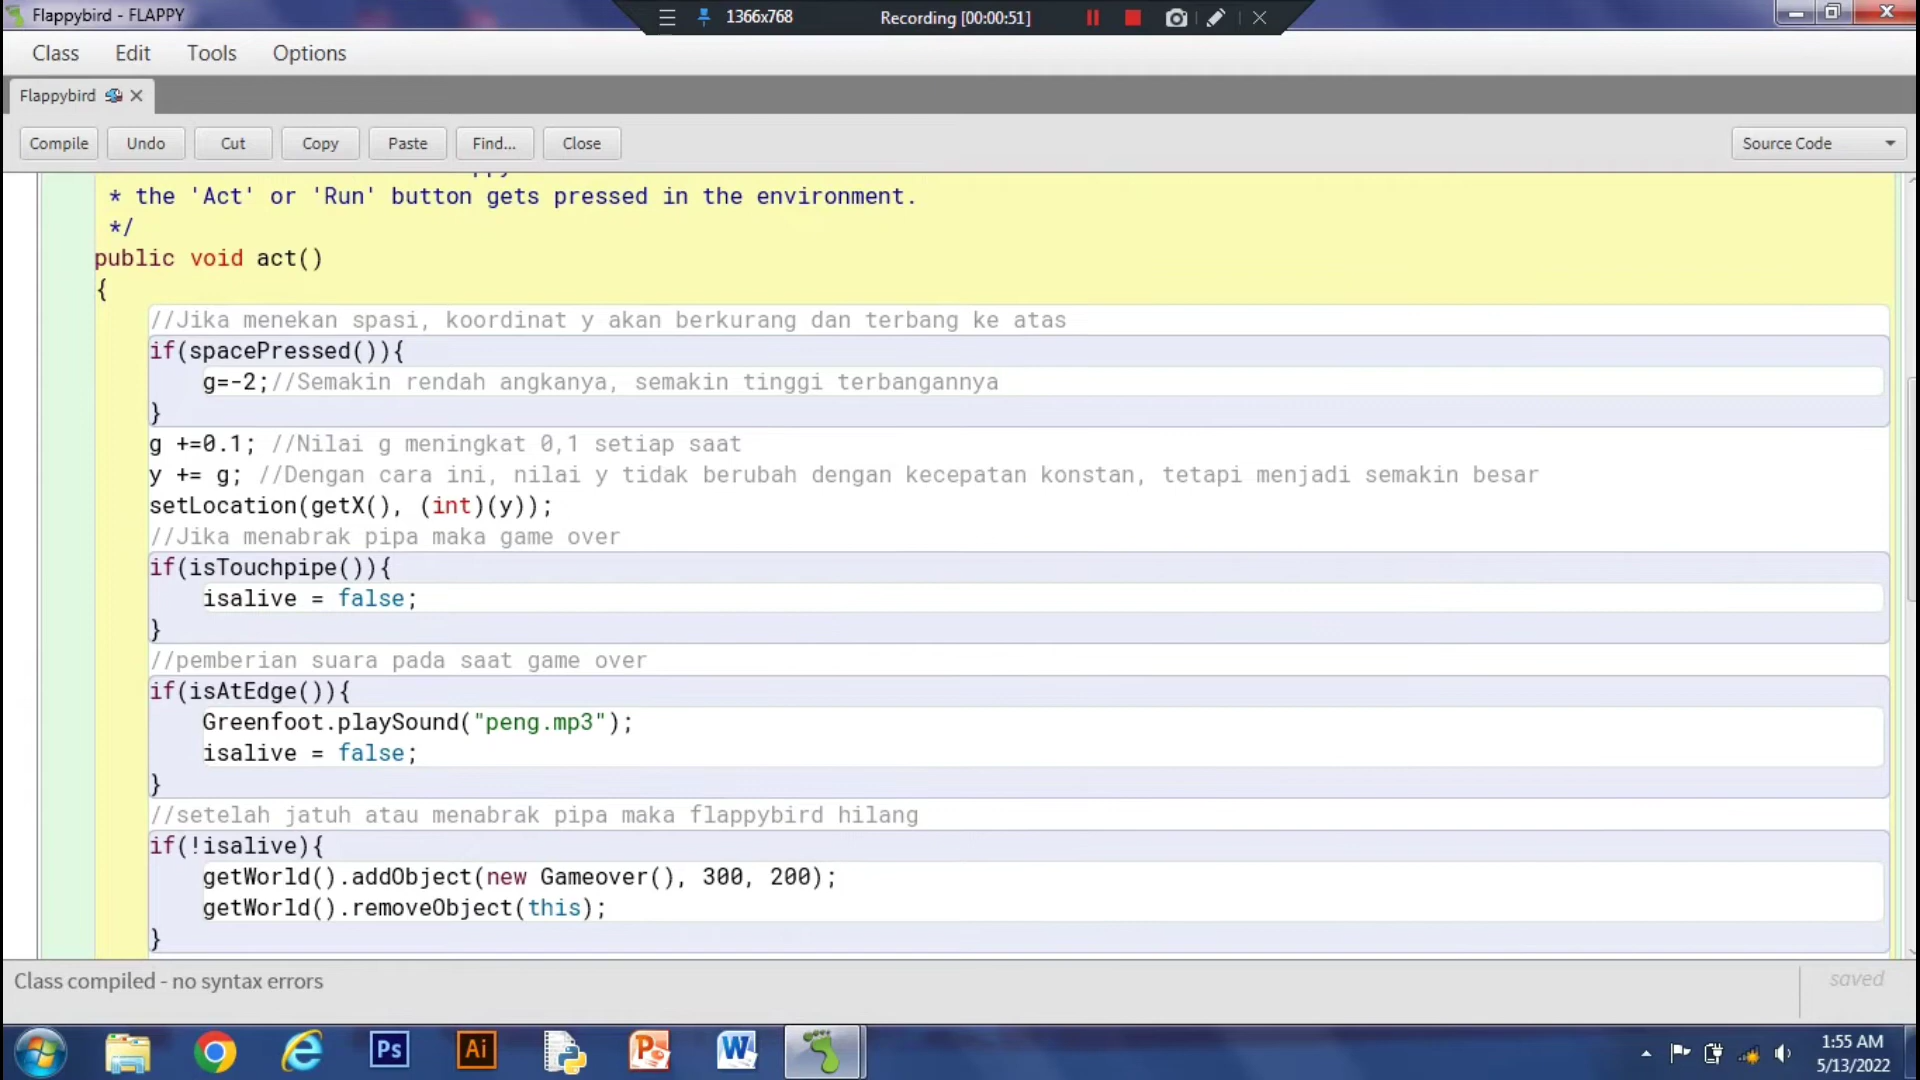 Flappybird - FLAPPY
1366x768
Recording [00:00:51]
Class Edit Tools Options
Flappybird
Compile Undo Cut Copy Paste Find... Close Source Code
* the 'Act' or 'Run' button gets pressed in the environment.
*/
public void act()
{
//Jika menekan spasi, koordinat y akan berkurang dan terbang ke atas
if(spacePressed()){
g=-2;//Semakin rendah angkanya, semakin tinggi terbangannya
}
g +=0.1; //Nilai g meningkat 0,1 setiap saat
y += g; //Dengan cara ini, nilai y tidak berubah dengan kecepatan konstan, tetapi menjadi semakin besar
setLocation(getX(), (int)(y));
//Jika menabrak pipa maka game over
if(isTouchpipe()){
isalive = false;
}
//pemberian suara pada saat game over
if(isAtEdge()){
Greenfoot.playSound("peng.mp3");
isalive = false;
}
//setelah jatuh atau menabrak pipa maka flappybird hilang
if(!isalive){
getWorld().addObject(new Gameover(), 300, 200);
getWorld().removeObject(this);
}
Class compiled - no syntax errors
saved
Ps Ai
1:55 AM
5/13/2022